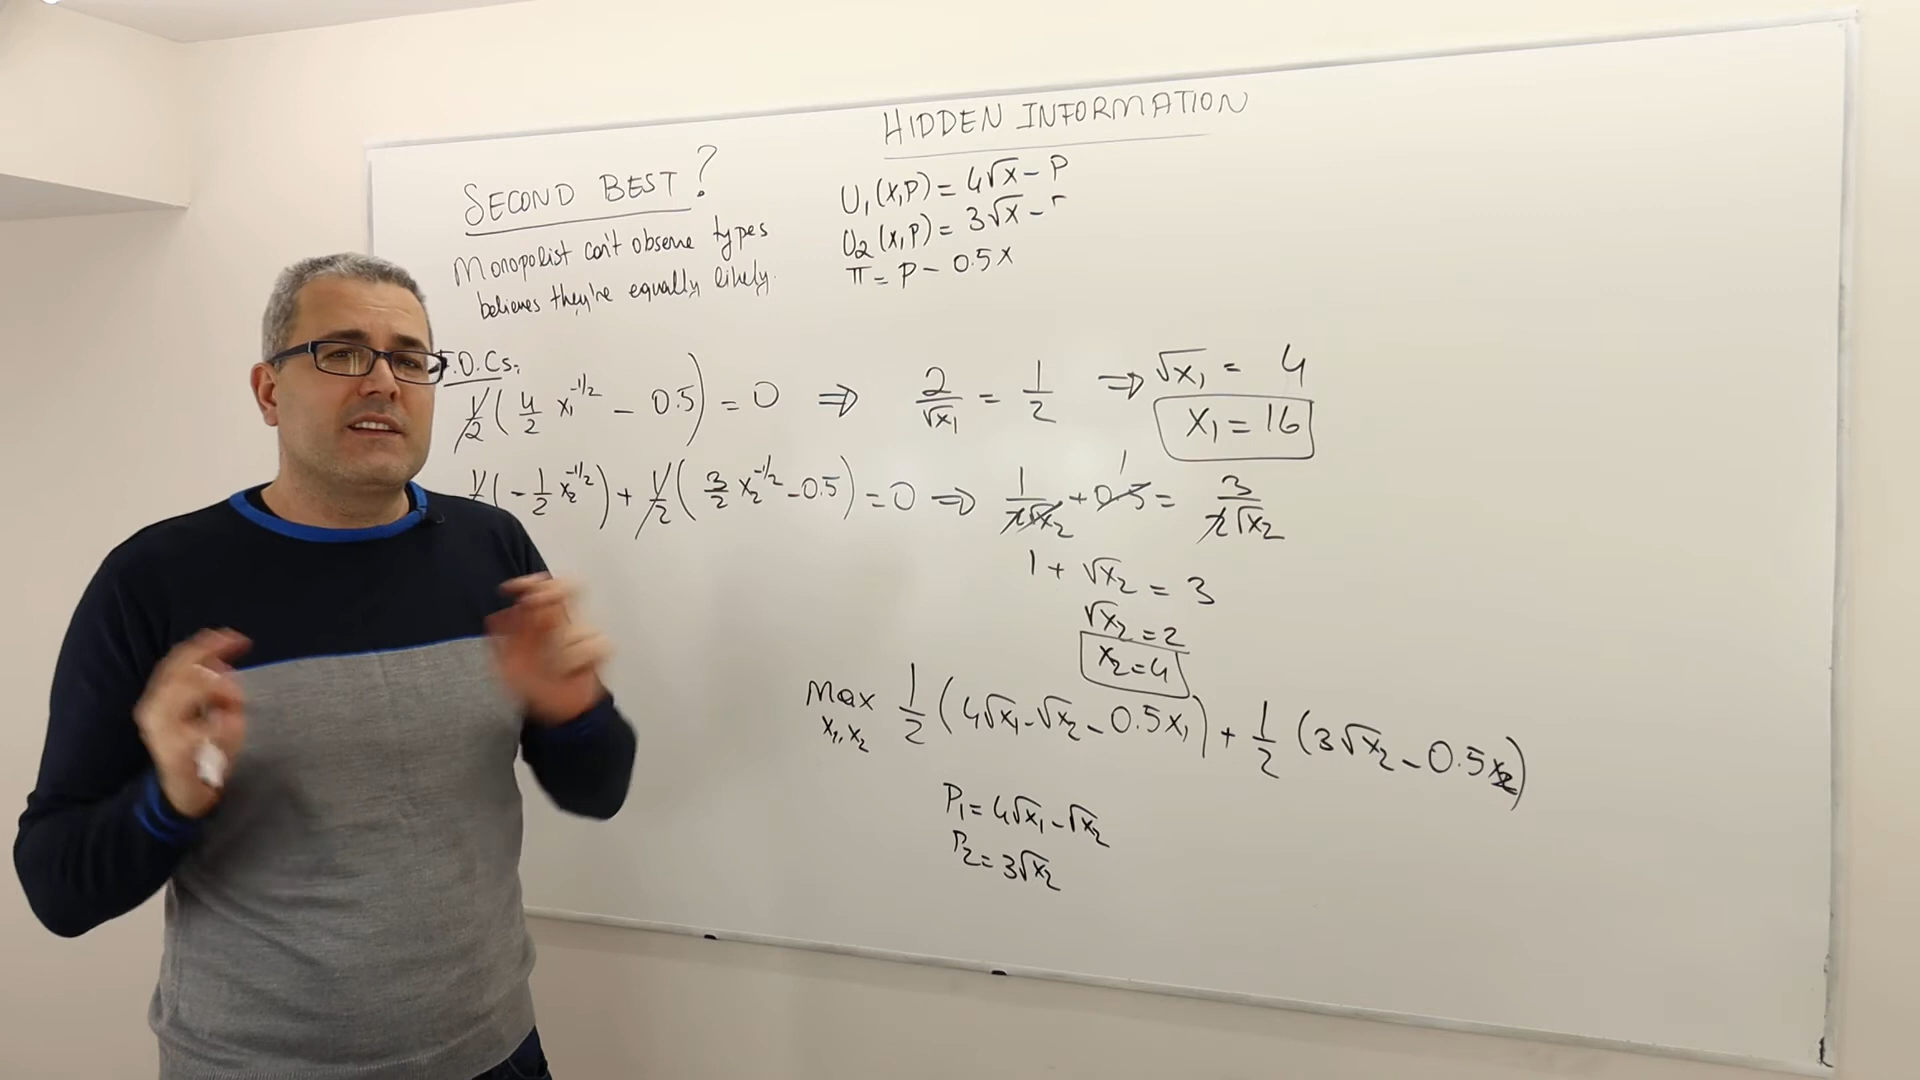 HIDDEN INFORMATION
SECOND BEST?
Monopolist can't observe types
believes they're equally likely.
U₁(x,p) = 4√x - P
U₂(x,p) = 3√x -
π = P - 0.5x
F.O.Cs:
1/2 ( 4/2 x₁^-1/2 - 0.5 ) = 0 ⇒ 2/√x₁ = 1/2 ⇒ √x₁ = 4
x₁ = 16
(-1/2 x₂^-1/2) + 1/2 ( 3/2 x₂^-1/2 - 0.5 ) = 0 ⇒ 1/2√x₂ + 0.5 = 3/2√x₂
1
1 + √x₂ = 3
√x₂ = 2
x₂ = 4
Max 1/2 (4√x₁ - √x₂ - 0.5x₁) + 1/2 (3√x₂ - 0.5x₂)
x₁, x₂
P₁ = 4√x₁ - √x₂
P₂ = 3√x₂